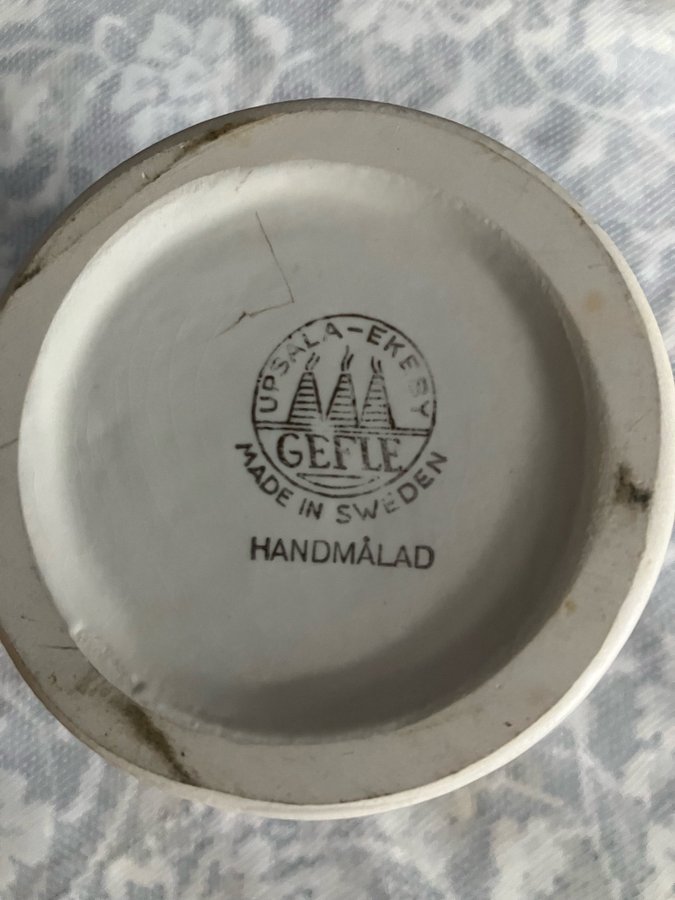 UPSALA-EKEBY
GEFLE
MADE IN SWEDEN
HANDMÅLAD